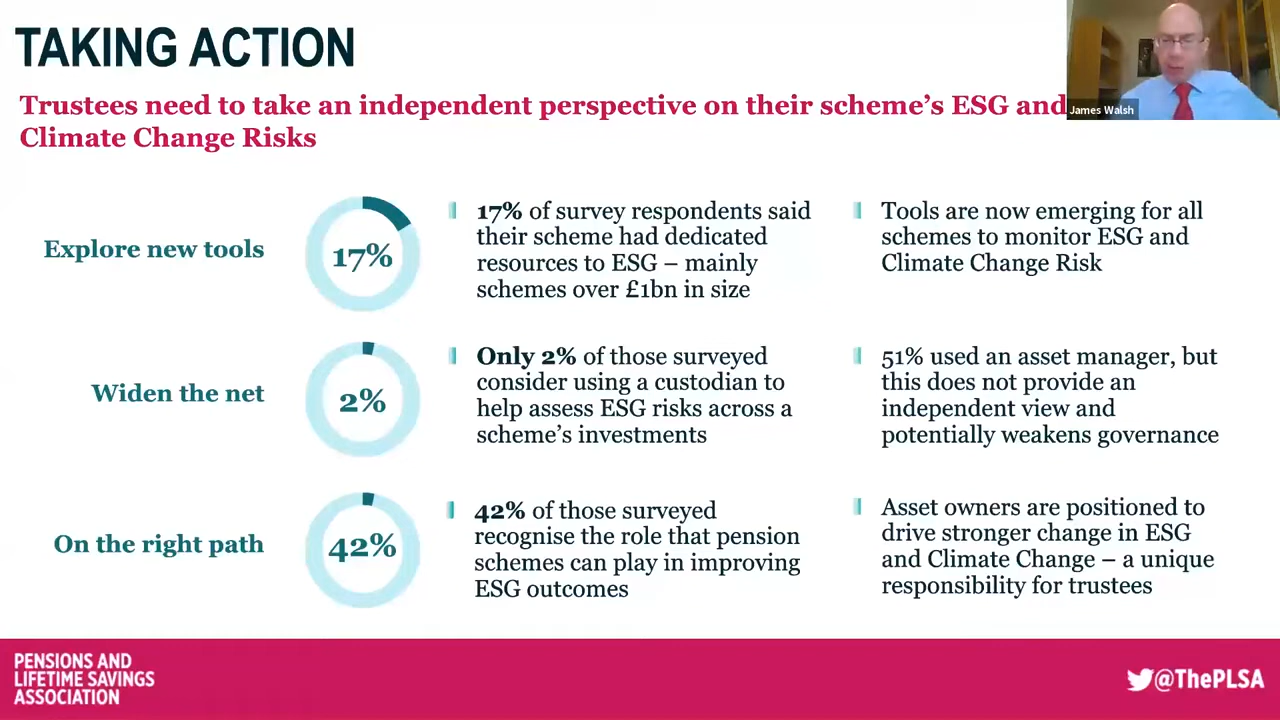 TAKING ACTION
Trustees need to take an independent perspective on their scheme's ESG and
Climate Change Risks
James Walsh
Explore new tools
17%
17% of survey respondents said
their scheme had dedicated
resources to ESG – mainly
schemes over £1bn in size
Tools are now emerging for all
schemes to monitor ESG and
Climate Change Risk
Widen the net
2%
Only 2% of those surveyed
consider using a custodian to
help assess ESG risks across a
scheme's investments
51% used an asset manager, but
this does not provide an
independent view and
potentially weakens governance
On the right path
42%
42% of those surveyed
recognise the role that pension
schemes can play in improving
ESG outcomes
Asset owners are positioned to
drive stronger change in ESG
and Climate Change – a unique
responsibility for trustees
PENSIONS AND
LIFETIME SAVINGS
ASSOCIATION
@ThePLSA